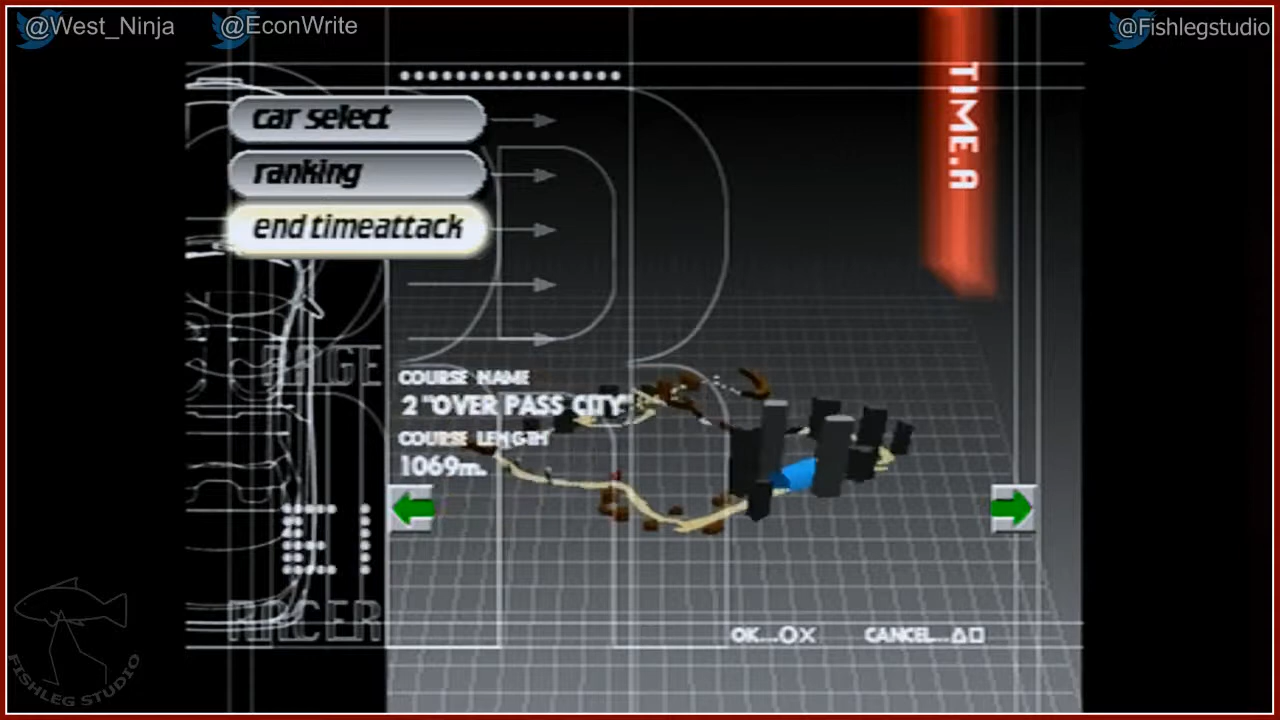 @West_Ninja
@EconWrite
@Fishlegstudio
TIME.A
car select
ranking
end timeattack
RAGE
COURSE NAME
2 "OVER PASS CITY"
COURSE LENGTH
1069m.
RACER
OK...○× CANCEL...△□
FISHLEG STUDIO